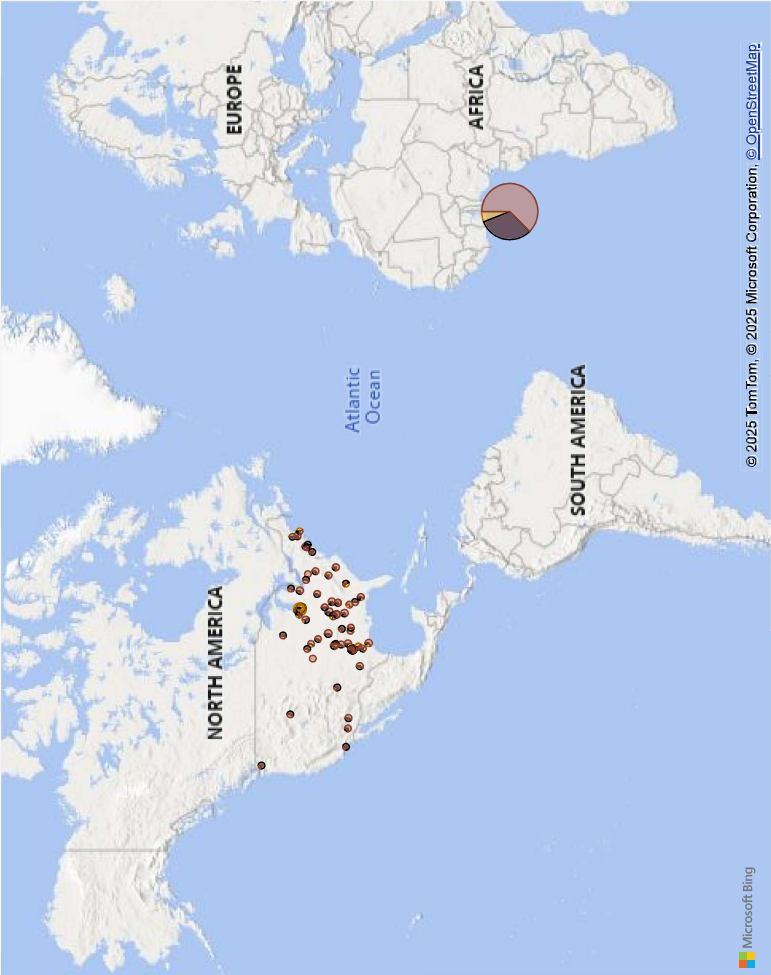 NORTH AMERICA
EUROPE
Atlantic
Ocean
AFRICA
SOUTH AMERICA
Microsoft Bing
© 2025 TomTom, © 2025 Microsoft Corporation, © OpenStreetMap